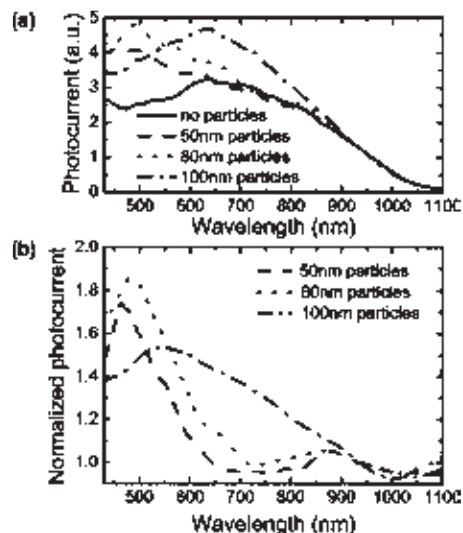 (a)
Photocurrent (a.u.)
5
4
3
2
1
0
no particles
50nm particles
80nm particles
100nm particles
500 600 700 800 900 1000 1100
Wavelength (nm)
(b)
Normalized photocurrent
2.0
1.8
1.6
1.4
1.2
1.0
50nm particles
80nm particles
100nm particles
500 600 700 800 900 1000 1100
Wavelength (nm)